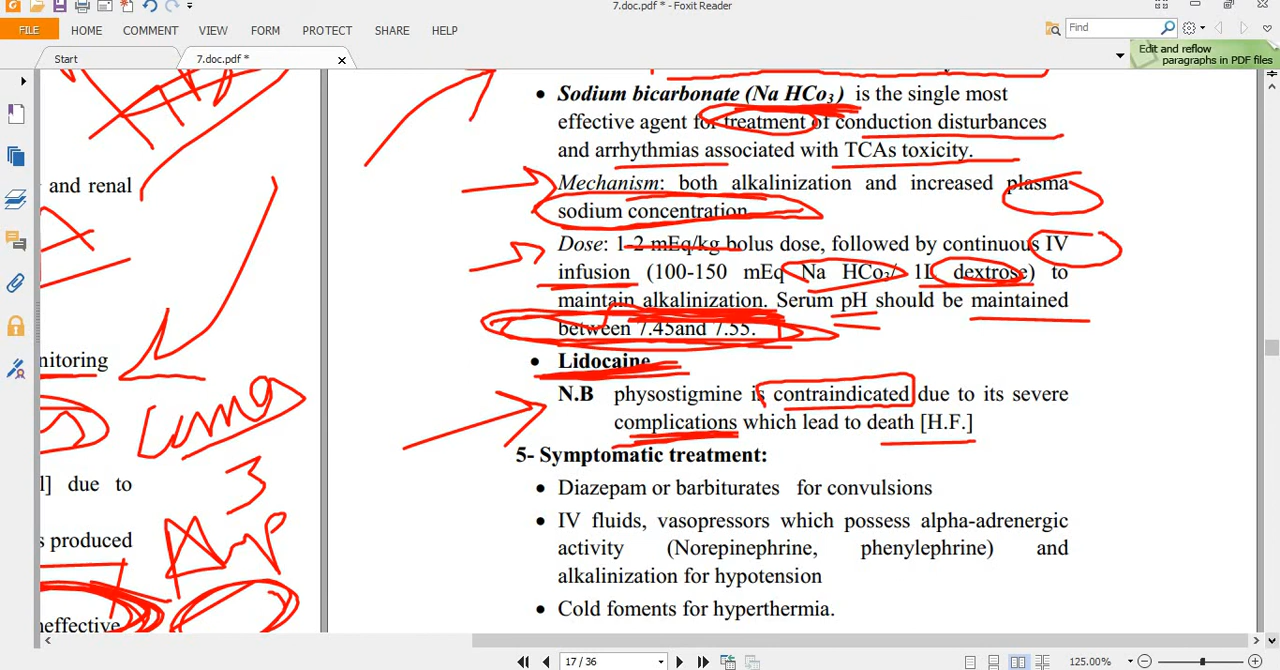 7.doc.pdf * - Foxit Reader
FILE HOME COMMENT VIEW FORM PROTECT SHARE HELP
Find
Edit and reflow
paragraphs in PDF files
Start 7.doc.pdf *
and renal
nitoring
l] due to
s produced
neffective
3
• Sodium bicarbonate (Na HCo3) is the single most
effective agent for treatment of conduction disturbances
and arrhythmias associated with TCAs toxicity.
Mechanism: both alkalinization and increased plasma
sodium concentration
Dose: 1-2 mEq/kg bolus dose, followed by continuous IV
infusion (100-150 mEq Na HCo3/ 1L dextrose) to
maintain alkalinization. Serum pH should be maintained
between 7.45and 7.55.
• Lidocaine
N.B physostigmine is contraindicated due to its severe
complications which lead to death [H.F.]
5- Symptomatic treatment:
• Diazepam or barbiturates for convulsions
• IV fluids, vasopressors which possess alpha-adrenergic
activity (Norepinephrine, phenylephrine) and
alkalinization for hypotension
• Cold foments for hyperthermia.
17 / 36
125.00%